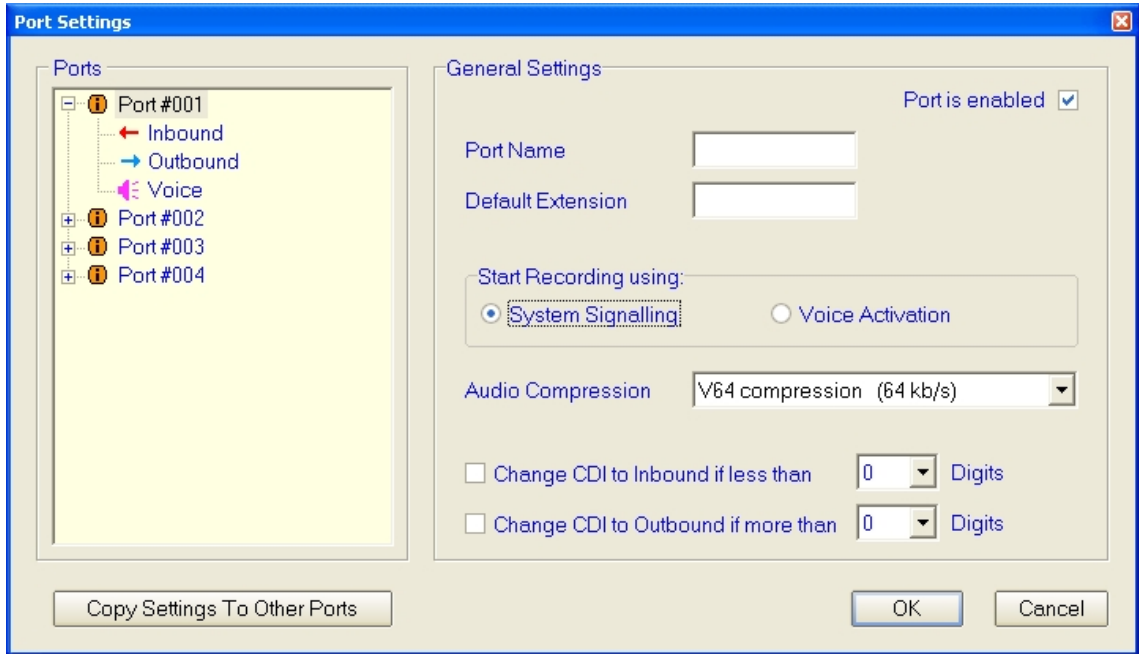 Port Settings
Ports
Port #001
Inbound
Outbound
Voice
Port #002
Port #003
Port #004
General Settings
Port is enabled
Port Name
Default Extension
Start Recording using:
System Signalling Voice Activation
Audio Compression V64 compression (64 kb/s)
Change CDI to Inbound if less than 0 Digits
Change CDI to Outbound if more than 0 Digits
Copy Settings To Other Ports OK Cancel